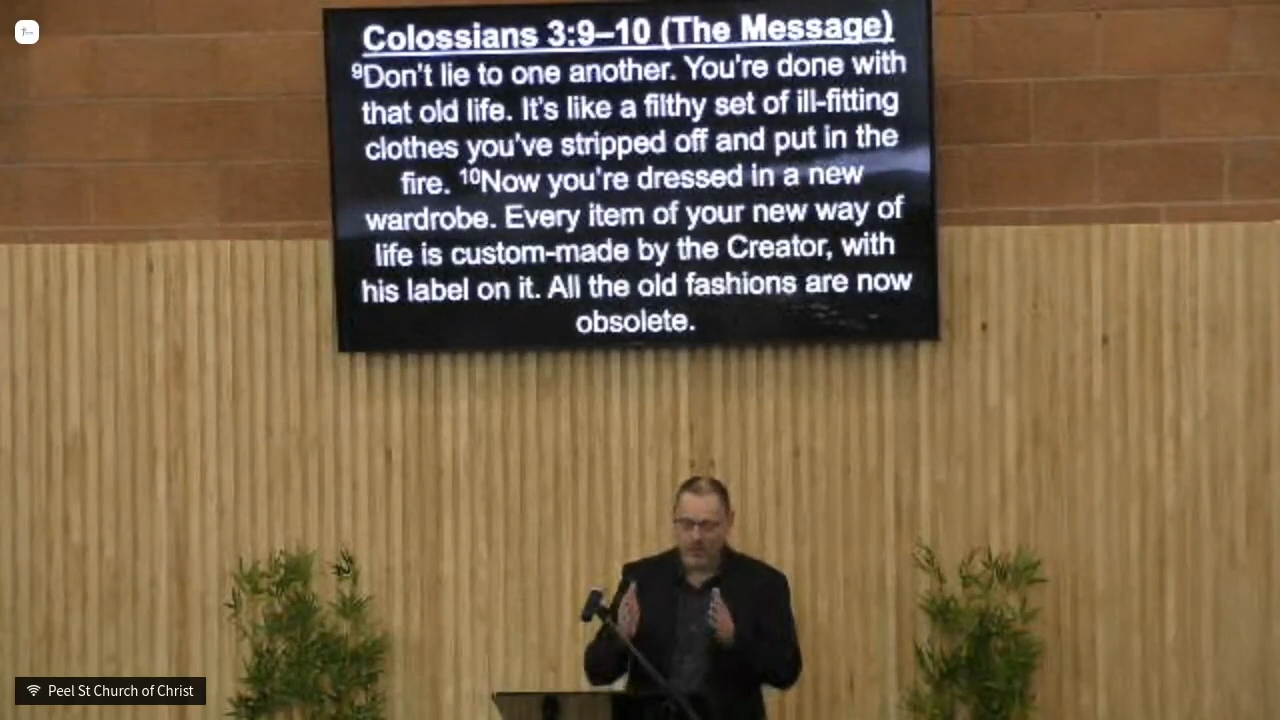 Colossians 3:9–10 (The Message)
⁹Don't lie to one another. You're done with
that old life. It's like a filthy set of ill-fitting
clothes you've stripped off and put in the
fire. ¹⁰Now you're dressed in a new
wardrobe. Every item of your new way of
life is custom-made by the Creator, with
his label on it. All the old fashions are now
obsolete.
Peel St Church of Christ